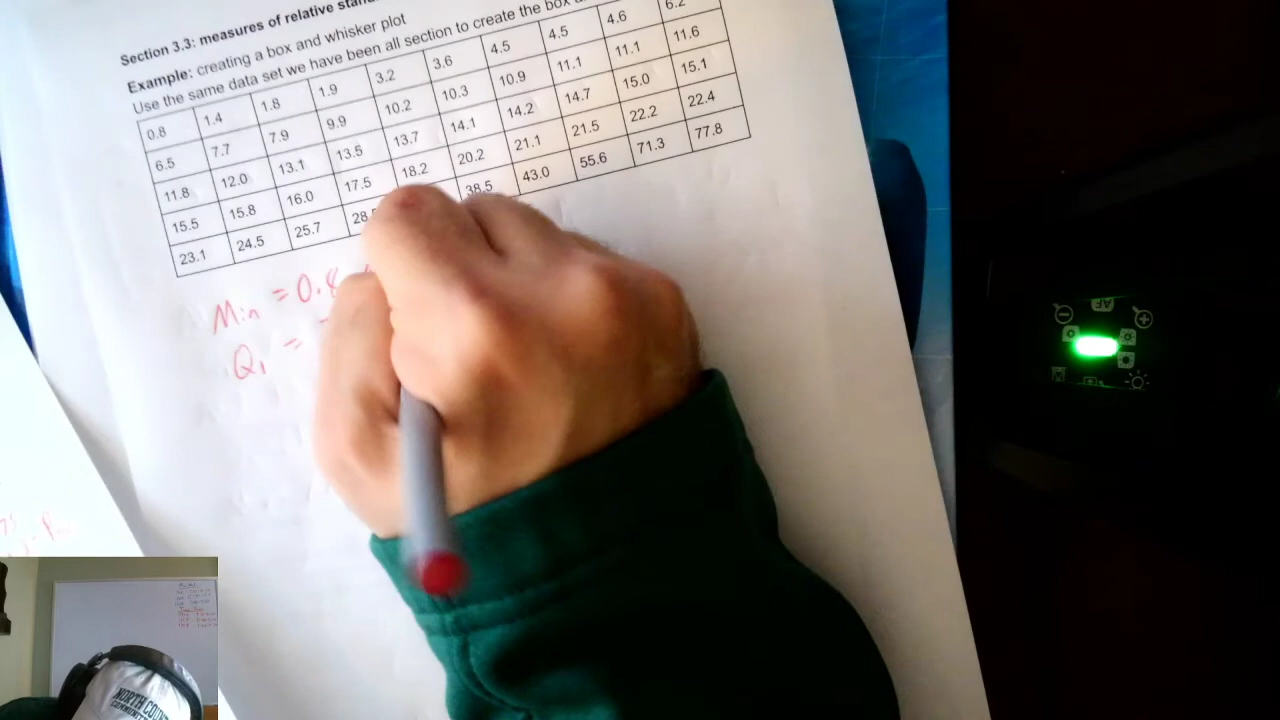 Section 3.3: measures of relative
Example: creating a box and whisker plot
Use the same data set we have been all section to create the box
0.8 1.4 1.8 1.9 3.2 3.6 4.5 4.5 4.6 6.2
6.5 7.7 7.9 9.9 10.2 10.3 10.9 11.1 11.1 11.6
11.8 12.0 13.1 13.5 13.7 14.1 14.2 14.7 15.0 15.1
15.5 15.8 16.0 17.5 18.2 20.2 21.1 21.5 22.2 22.4
23.1 24.5 25.7 38.5 43.0 55.6 71.3 77.8
Min = 0.8
Q₁ =
NORTH